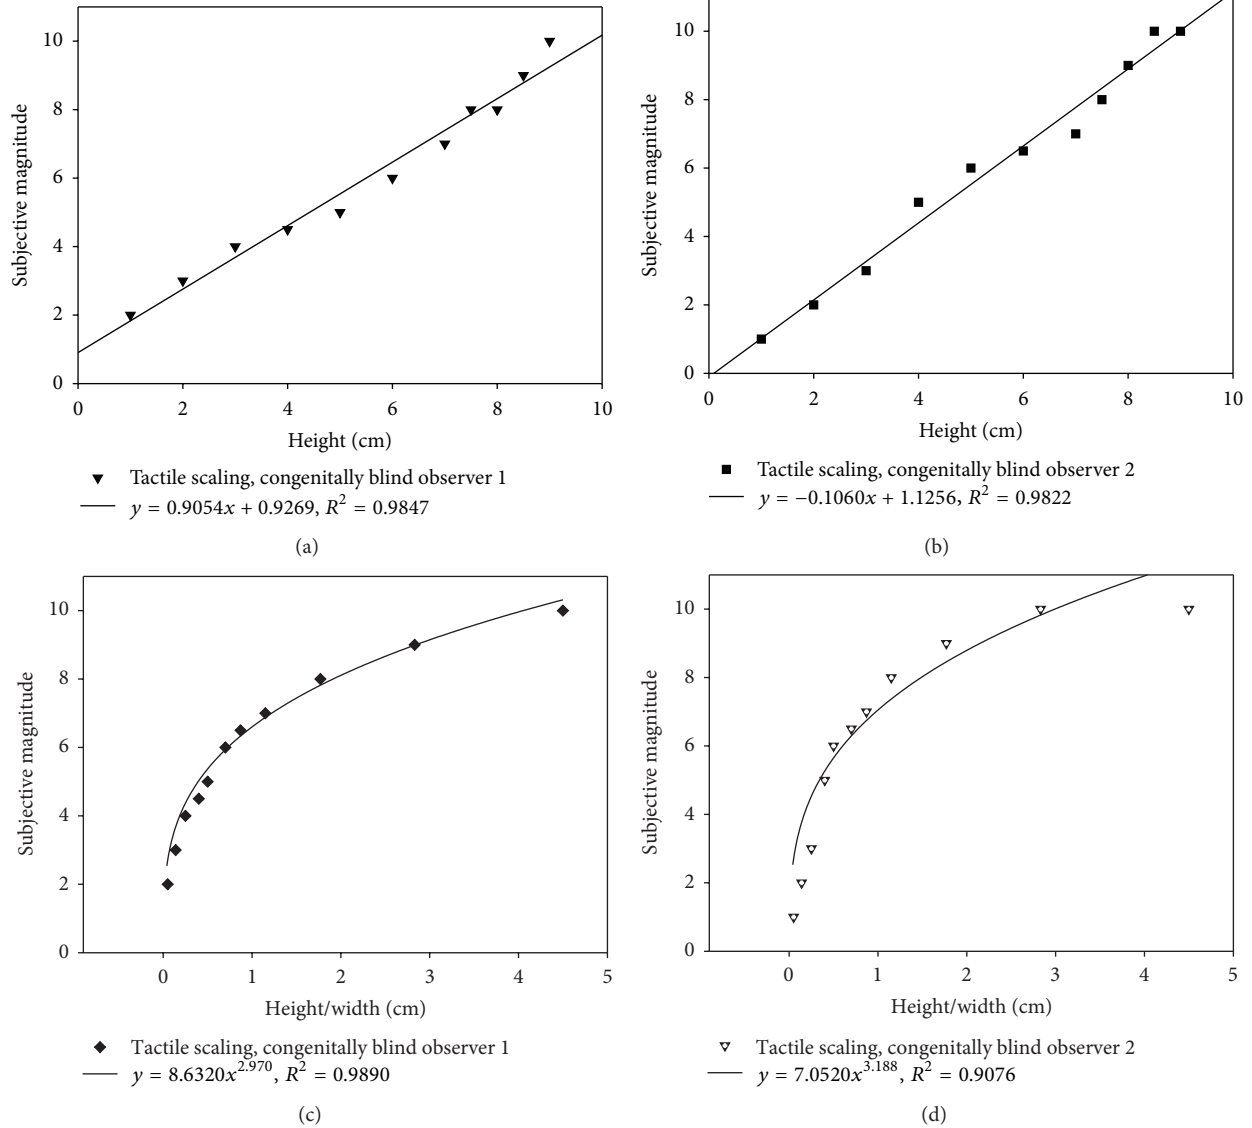 10
8
6
4
2
0
Subjective magnitude
0 2 4 6 8 10
Height (cm)
Tactile scaling, congenitally blind observer 1
y = 0.9054x + 0.9269, R² = 0.9847
(a)
10
8
6
4
2
0
Subjective magnitude
0 2 4 6 8 10
Height (cm)
Tactile scaling, congenitally blind observer 2
y = −0.1060x + 1.1256, R² = 0.9822
(b)
10
8
6
4
2
0
Subjective magnitude
0 1 2 3 4 5
Height/width (cm)
Tactile scaling, congenitally blind observer 1
y = 8.6320x^2.970, R² = 0.9890
(c)
10
8
6
4
2
0
Subjective magnitude
0 1 2 3 4 5
Height/width (cm)
Tactile scaling, congenitally blind observer 2
y = 7.0520x^3.188, R² = 0.9076
(d)